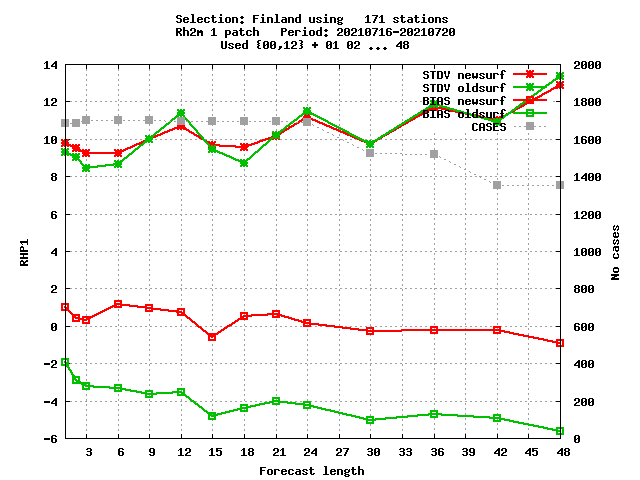 Selection: Finland using   171 stations
Rh2m 1 patch   Period: 20210716-20210720
Used {00,12} + 01 02 ... 48
14 2000
12 1800
10 1600
8 1400
6 1200
4 1000
2 800
0 600
-2 400
-4 200
-6 0
STDV newsurf
STDV oldsurf
BIAS newsurf
BIAS oldsurf
CASES
RHP1
No cases
3 6 9 12 15 18 21 24 27 30 33 36 39 42 45 48
Forecast length